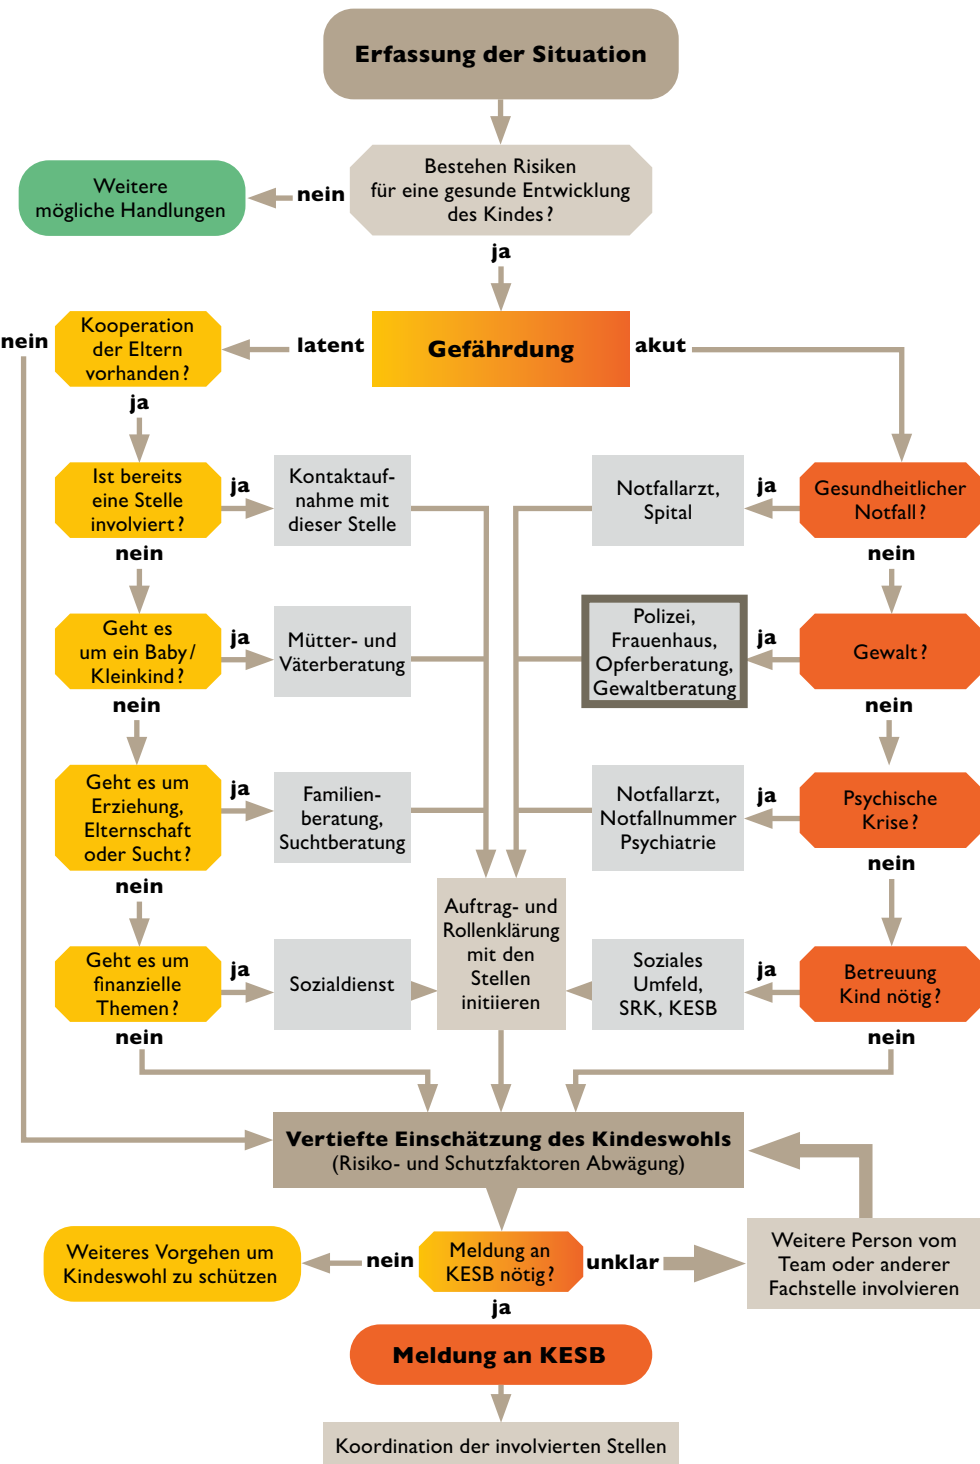 Erfassung der Situation
Bestehen Risiken
für eine gesunde Entwicklung
des Kindes?
nein
Weitere
mögliche Handlungen
ja
Gefährdung
latent
akut
Kooperation
der Eltern
vorhanden?
nein
ja
Ist bereits
eine Stelle
involviert?
ja
Kontaktauf-
nahme mit
dieser Stelle
Notfallarzt,
Spital
ja
Gesundheitlicher
Notfall?
nein
nein
Geht es
um ein Baby/
Kleinkind?
ja
Mütter- und
Väterberatung
Polizei,
Frauenhaus,
Opferberatung,
Gewaltberatung
ja
Gewalt?
nein
nein
Geht es um
Erziehung,
Elternschaft
oder Sucht?
ja
Familien-
beratung,
Suchtberatung
Notfallarzt,
Notfallnummer
Psychiatrie
ja
Psychische
Krise?
nein
nein
Geht es um
finanzielle
Themen?
ja
Sozialdienst
Auftrag- und
Rollenklärung
mit den
Stellen
initiieren
Soziales
Umfeld,
SRK, KESB
ja
Betreuung
Kind nötig?
nein
nein
Vertiefte Einschätzung des Kindeswohls
(Risiko- und Schutzfaktoren Abwägung)
Weiteres Vorgehen um
Kindeswohl zu schützen
nein
Meldung an
KESB nötig?
unklar
Weitere Person vom
Team oder anderer
Fachstelle involvieren
ja
Meldung an KESB
Koordination der involvierten Stellen